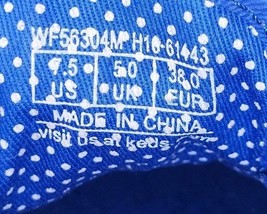 WF56304M H16-61443
7.5 5.0 38.0
US UK EUR
MADE IN CHINA
visit us at keds.com